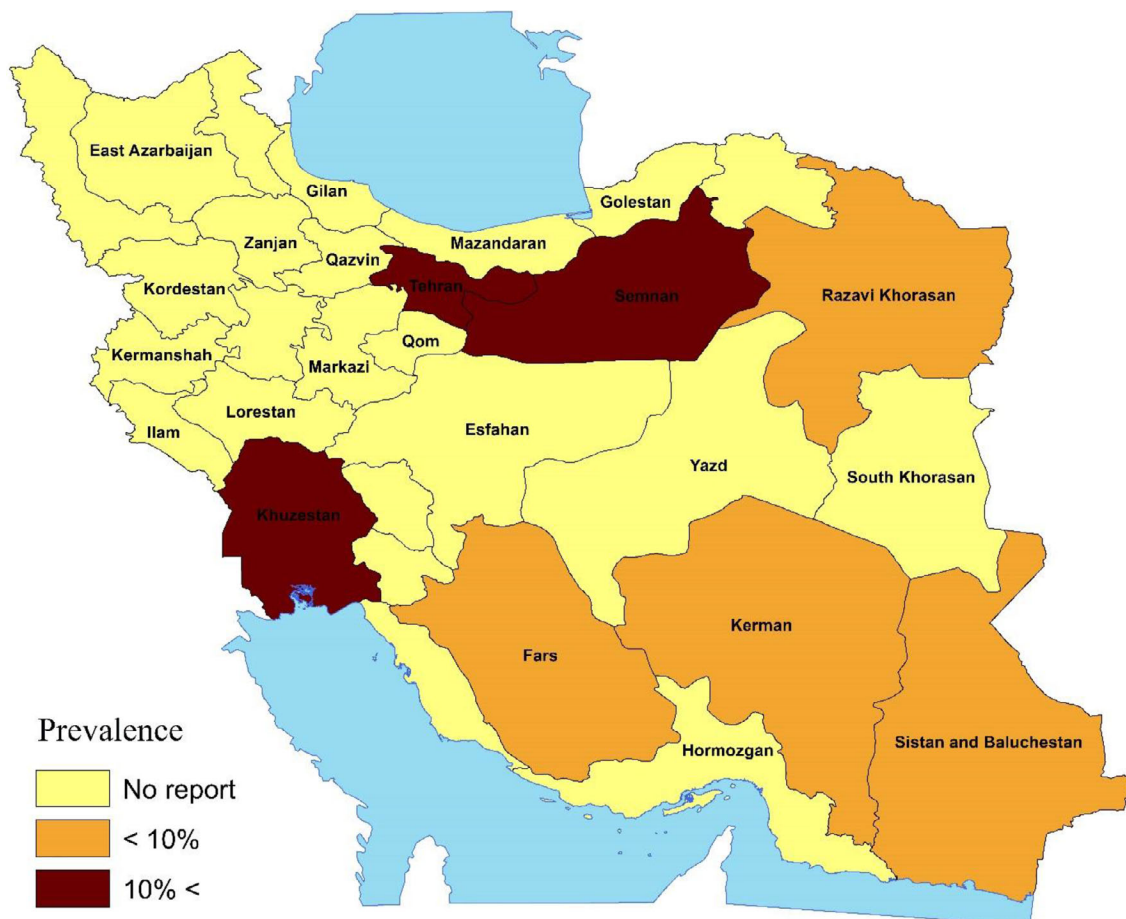 East Azarbaijan
Gilan
Golestan
Zanjan
Mazandaran
Qazvin
Kordestan
Tehran
Semnan
Razavi Khorasan
Kermanshah
Qom
Markazi
Lorestan
Ilam
Esfahan
Yazd
South Khorasan
Khuzestan
Kerman
Fars
Sistan and Baluchestan
Hormozgan
Prevalence
No report
< 10%
10% <